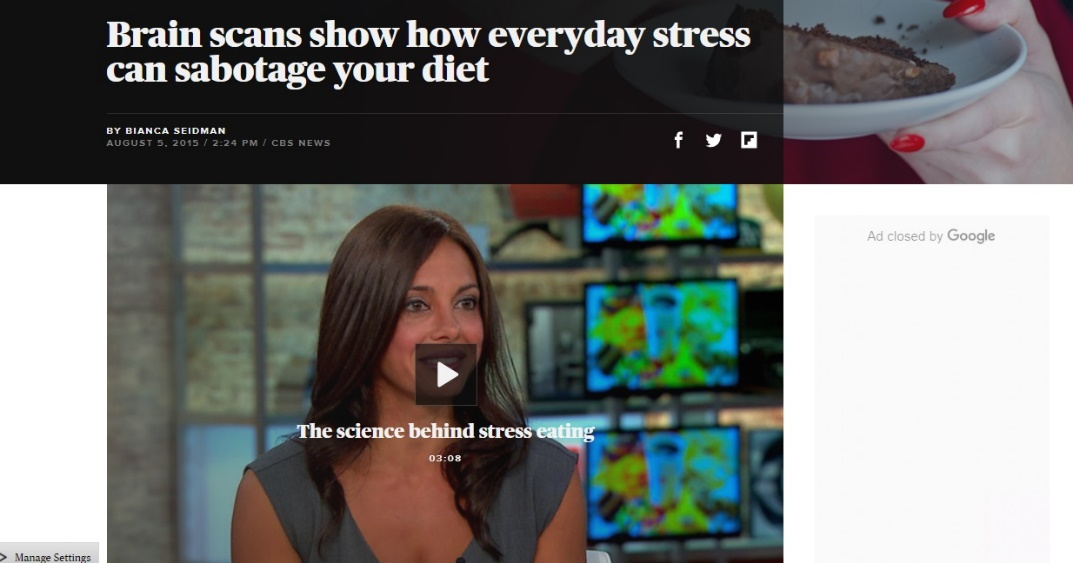 Brain scans show how everyday stress
can sabotage your diet
BY BIANCA SEIDMAN
AUGUST 5, 2015 / 2:24 PM / CBS NEWS
Ad closed by Google
The science behind stress eating
03:08
Manage Settings